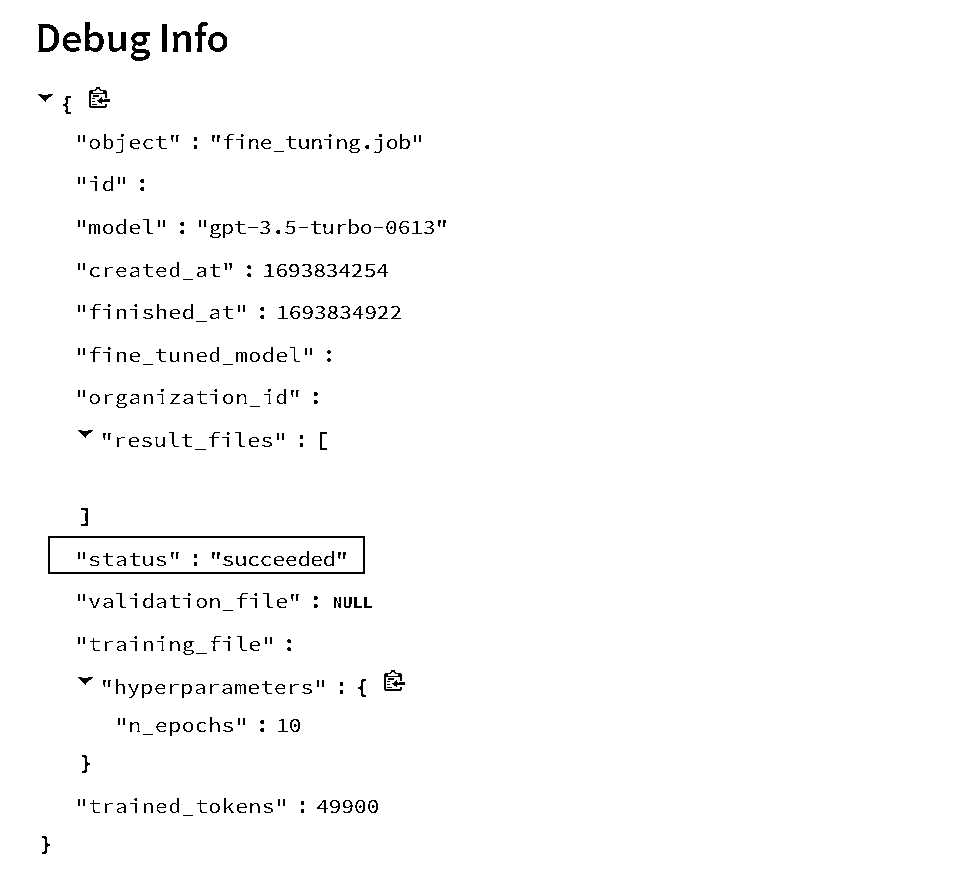 Debug Info
{
"object" : "fine_tuning.job"
"id" :
"model" : "gpt-3.5-turbo-0613"
"created_at" : 1693834254
"finished_at" : 1693834922
"fine_tuned_model" :
"organization_id" :
"result_files" : [
]
"status" : "succeeded"
"validation_file" : NULL
"training_file" :
"hyperparameters" : {
"n_epochs" : 10
}
"trained_tokens" : 49900
}